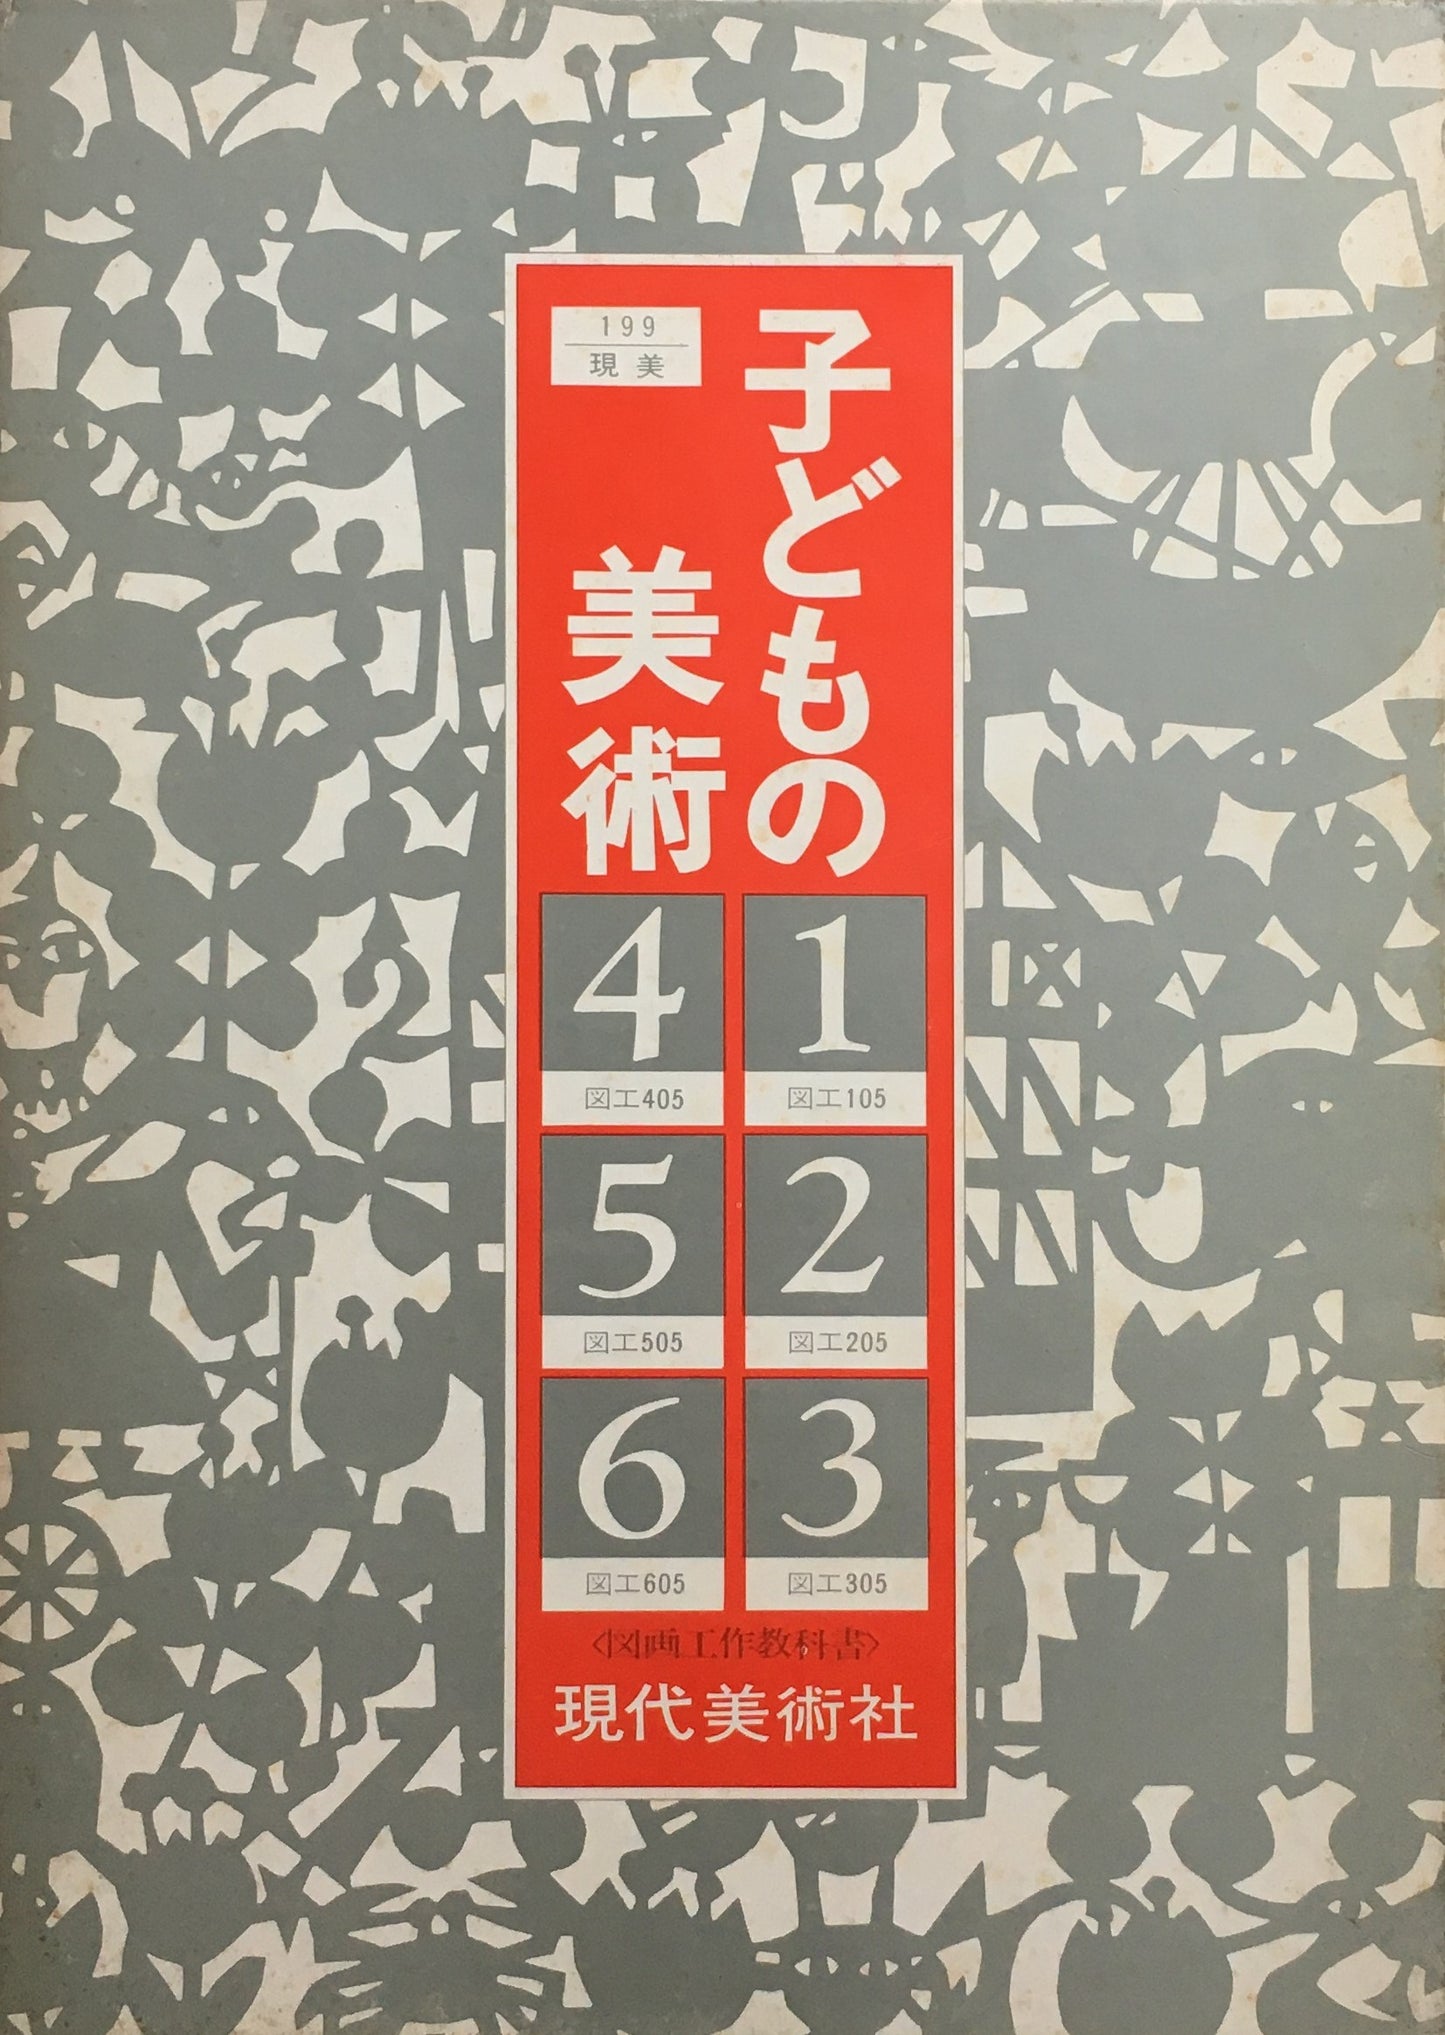 子どもの
美術
199
現美
1
図工105
2
図工205
3
図工305
4
図工405
5
図工505
6
図工605
〈図画工作教科書〉
現代美術社